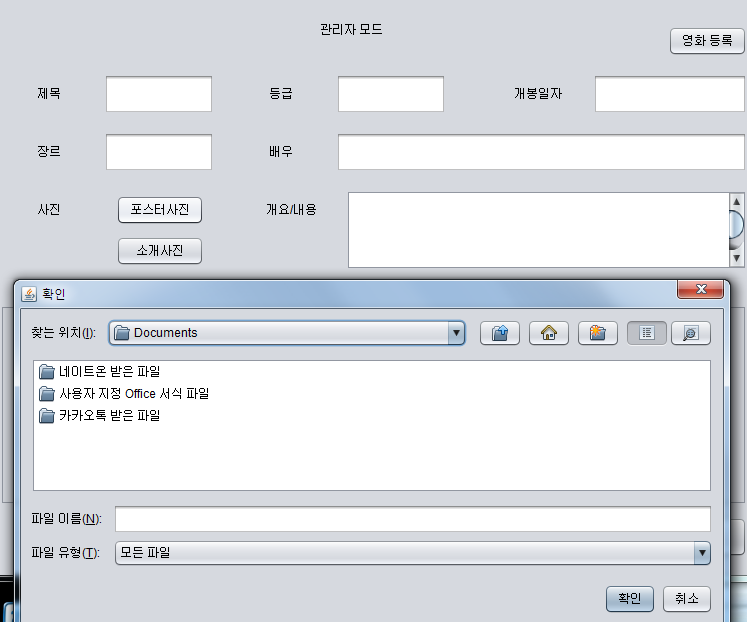 관리자 모드
영화 등록
제목 등급 개봉일자
장르 배우
사진 포스터사진 개요/내용
소개사진
확인
찾는 위치(I): Documents
네이트온 받은 파일
사용자 지정 Office 서식 파일
카카오톡 받은 파일
파일 이름(N):
파일 유형(T): 모든 파일
확인 취소